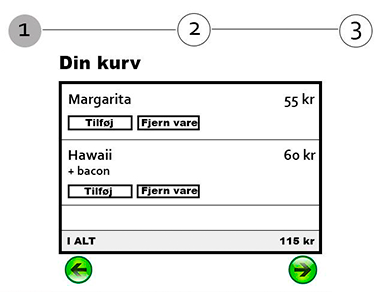 1 2 3
Din kurv
Margarita 55 kr
Tilføj Fjern vare
Hawaii 60 kr
+ bacon
Tilføj Fjern vare
I ALT 115 kr